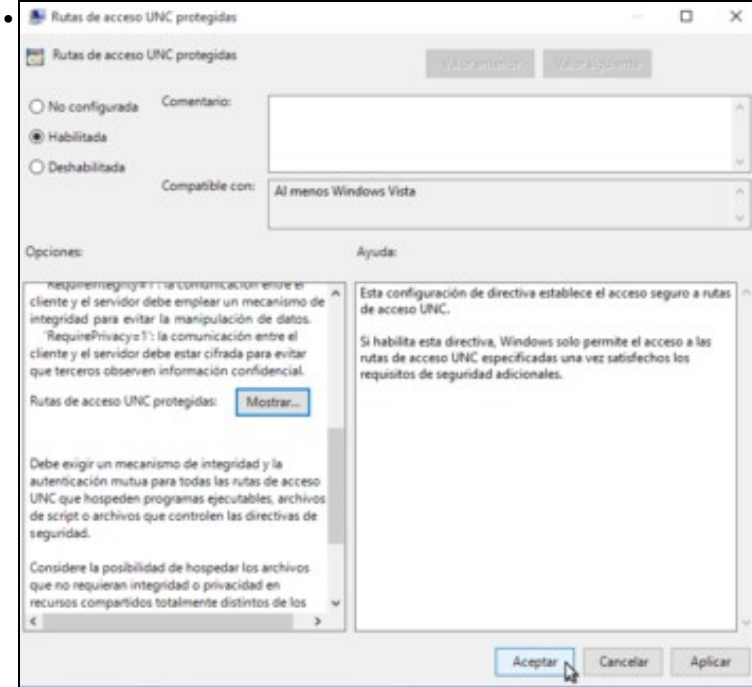 Rutas de acceso UNC protegidas
Rutas de acceso UNC protegidas
Valor anterior
Valor siguiente
No configurada
Comentario:
Habilitada
Deshabilitada
Compatible con:
Al menos Windows Vista
Opciones:
Ayuda:
'RequireIntegrity=1': la comunicación entre el
cliente y el servidor debe emplear un mecanismo de
integridad para evitar la manipulación de datos.
'RequirePrivacy=1': la comunicación entre el
cliente y el servidor debe estar cifrada para evitar
que terceros observen información confidencial.
Rutas de acceso UNC protegidas:
Mostrar...
Debe exigir un mecanismo de integridad y la
autenticación mutua para todas las rutas de acceso
UNC que hospeden programas ejecutables, archivos
de script o archivos que controlen las directivas de
seguridad.
Considere la posibilidad de hospedar los archivos
que no requieran integridad o privacidad en
recursos compartidos totalmente distintos de los
Esta configuración de directiva establece el acceso seguro a rutas
de acceso UNC.
Si habilita esta directiva, Windows solo permite el acceso a las
rutas de acceso UNC especificadas una vez satisfechos los
requisitos de seguridad adicionales.
Aceptar
Cancelar
Aplicar